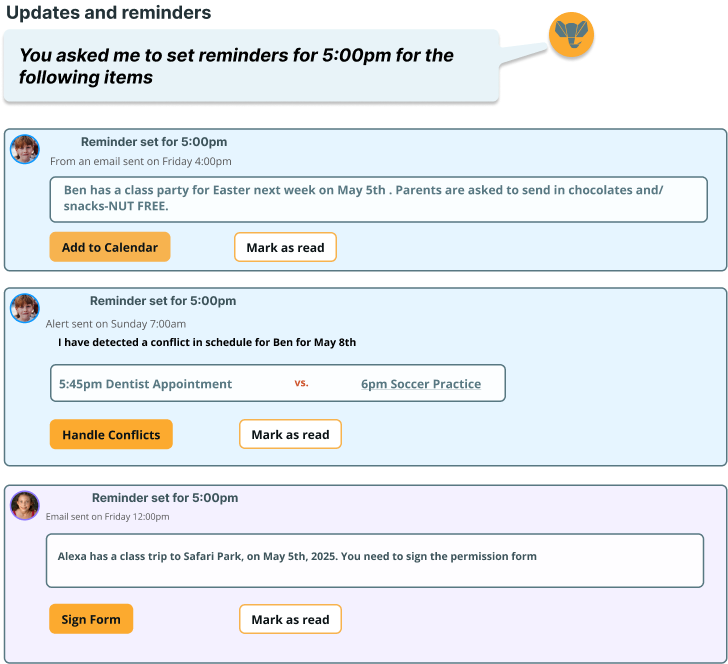 Updates and reminders
You asked me to set reminders for 5:00pm for the
following items
Reminder set for 5:00pm
From an email sent on Friday 4:00pm
Ben has a class party for Easter next week on May 5th . Parents are asked to send in chocolates and/
snacks-NUT FREE.
Add to Calendar
Mark as read
Reminder set for 5:00pm
Alert sent on Sunday 7:00am
I have detected a conflict in schedule for Ben for May 8th
5:45pm Dentist Appointment vs. 6pm Soccer Practice
Handle Conflicts
Mark as read
Reminder set for 5:00pm
Email sent on Friday 12:00pm
Alexa has a class trip to Safari Park, on May 5th, 2025. You need to sign the permission form
Sign Form
Mark as read